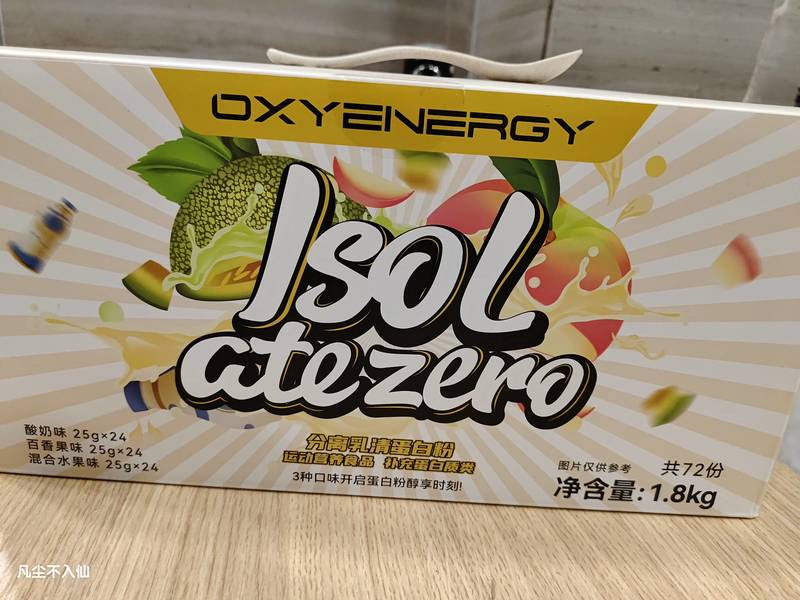 OXYENERGY
Isol
ate zero
酸奶味 25g×24
百香果味 25g×24
混合水果味 25g×24
分离乳清蛋白粉
运动营养食品 补充蛋白质类
3种口味开启蛋白粉醇享时刻!
图片仅供参考 共72份
净含量:1.8kg
凡尘不入仙